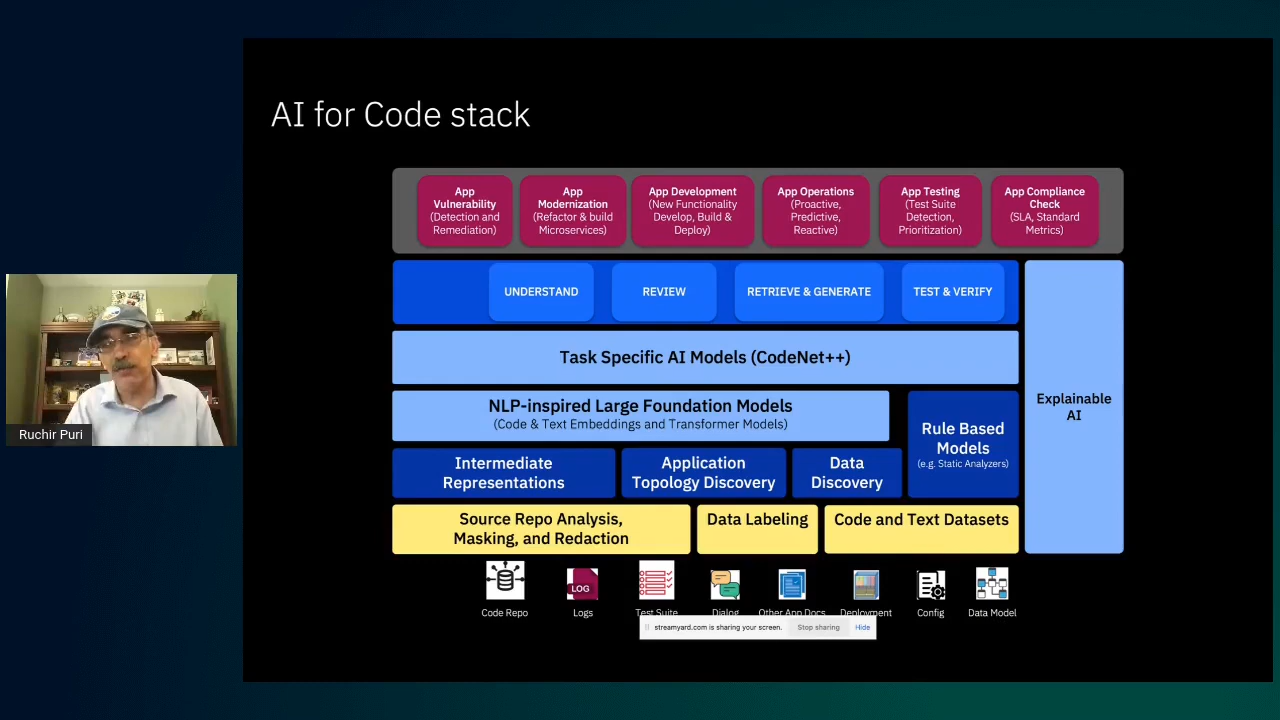 AI for Code stack
App
Vulnerability
(Detection and
Remediation)
App
Modernization
(Refactor & build
Microservices)
App Development
(New Functionality
Develop, Build &
Deploy)
App Operations
(Proactive,
Predictive,
Reactive)
App Testing
(Test Suite
Detection,
Prioritization)
App Compliance
Check
(SLA, Standard
Metrics)
UNDERSTAND
REVIEW
RETRIEVE & GENERATE
TEST & VERIFY
Task Specific AI Models (CodeNet++)
NLP-inspired Large Foundation Models
(Code & Text Embeddings and Transformer Models)
Rule Based
Models
(e.g. Static Analyzers)
Explainable
AI
Intermediate
Representations
Application
Topology Discovery
Data
Discovery
Source Repo Analysis,
Masking, and Redaction
Data Labeling
Code and Text Datasets
LOG
Code Repo
Logs
Test Suite
Dialog
Other App Docs
Deployment
Config
Data Model
streamyard.com is sharing your screen.
Stop sharing
Hide
Ruchir Puri